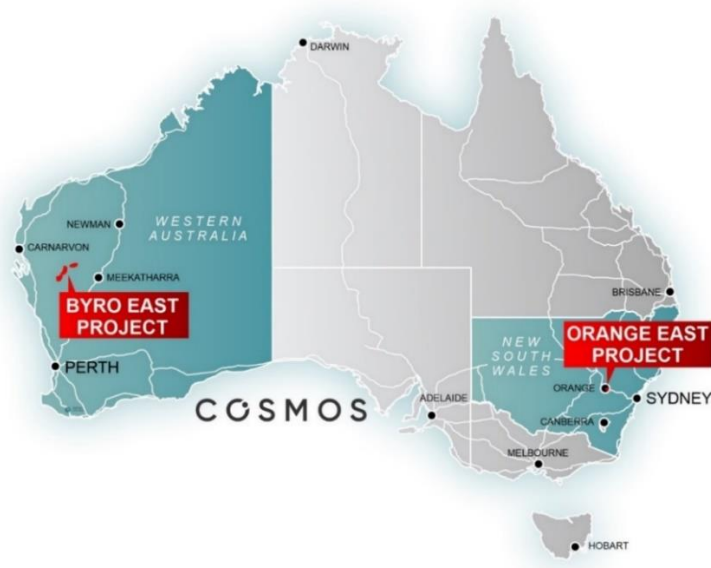 DARWIN
WESTERN
AUSTRALIA
NEWMAN
CARNARVON
MEEKATHARRA
BYRO EAST
PROJECT
BRISBANE
NEW
SOUTH
WALES
ORANGE EAST
PROJECT
PERTH
ORANGE
SYDNEY
ADELAIDE
COSMOS
CANBERRA
MELBOURNE
HOBART